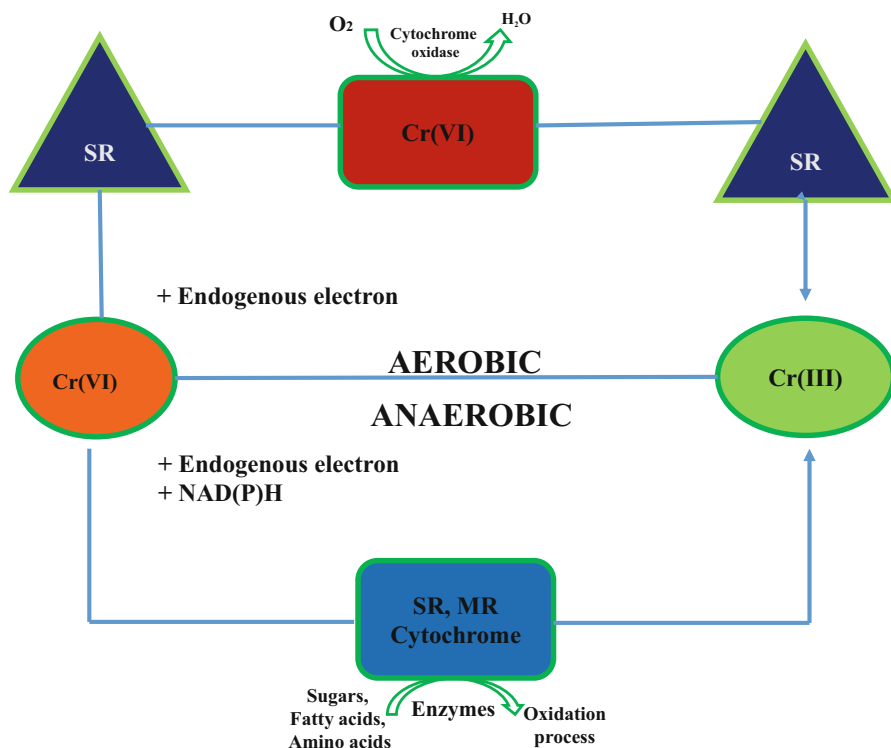 O₂
Cytochrome
oxidase
H₂O
SR
Cr(VI)
SR
+ Endogenous electron
Cr(VI)
AEROBIC
ANAEROBIC
Cr(III)
+ Endogenous electron
+ NAD(P)H
SR, MR
Cytochrome
Sugars,
Fatty acids,
Amino acids
Enzymes
Oxidation
process